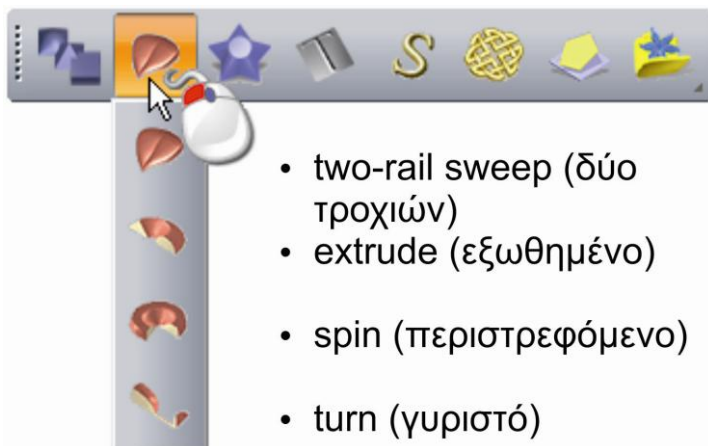 • two-rail sweep (δύο
τροχιών)
• extrude (εξωθημένο)
• spin (περιστρεφόμενο)
• turn (γυριστό)